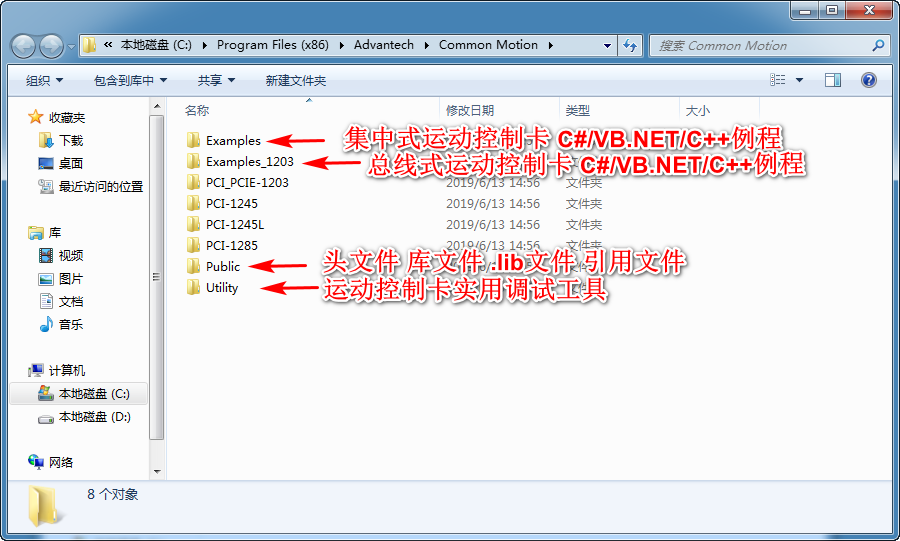 « 本地磁盘 (C:) Program Files (x86) Advantech Common Motion
搜索 Common Motion
组织 包含到库中 共享 新建文件夹
名称 修改日期 类型 大小
收藏夹
下载
桌面
最近访问的位置
库
视频
图片
文档
音乐
计算机
本地磁盘 (C:)
本地磁盘 (D:)
网络
Examples 集中式运动控制卡 C#/VB.NET/C++例程
Examples_1203 总线式运动控制卡 C#/VB.NET/C++例程
PCI_PCIE-1203 2019/6/13 14:56 文件夹
PCI-1245 2019/6/13 14:56 文件夹
PCI-1245L 2019/6/13 14:56 文件夹
PCI-1285 2019/6/13 14:56 文件夹
Public 头文件 库文件 .lib文件 引用文件
Utility 运动控制卡实用调试工具
8 个对象